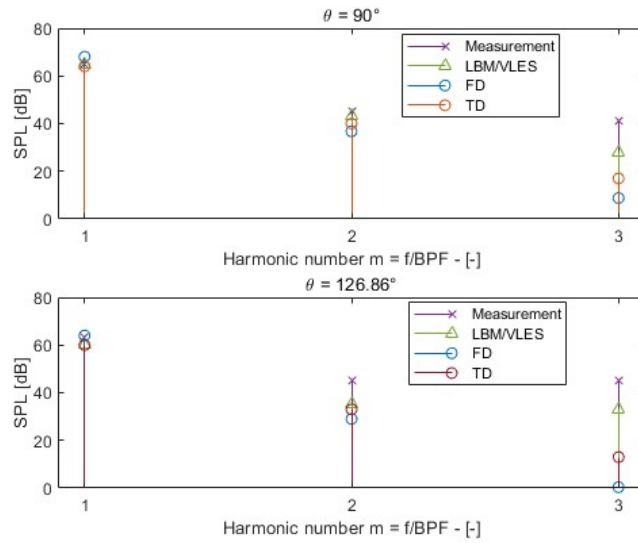 θ = 90°
80
60
40
20
0
SPL [dB]
Measurement
LBM/VLES
FD
TD
1 2 3
Harmonic number m = f/BPF - [-]
θ = 126.86°
80
60
40
20
0
SPL [dB]
Measurement
LBM/VLES
FD
TD
1 2 3
Harmonic number m = f/BPF - [-]